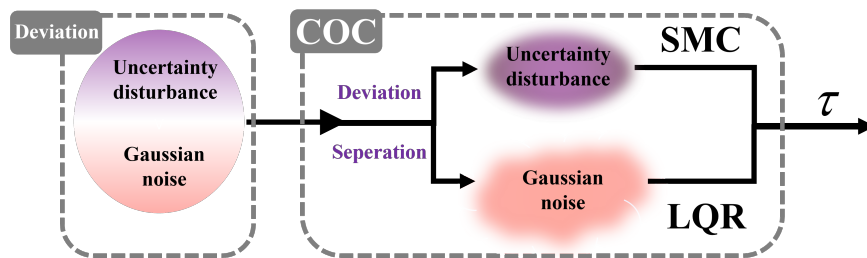 Deviation
Uncertainty
disturbance
Gaussian
noise
COC
Deviation
Seperation
Uncertainty
disturbance
SMC
Gaussian
noise
LQR
τ